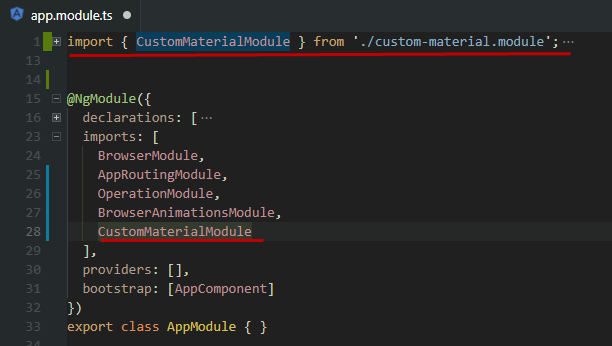 app.module.ts
1 import { CustomMaterialModule } from './custom-material.module'; ...
13
14
15 @NgModule({
16 declarations: [ ...
23 imports: [
24 BrowserModule,
25 AppRoutingModule,
26 OperationModule,
27 BrowserAnimationsModule,
28 CustomMaterialModule
29 ],
30 providers: [],
31 bootstrap: [AppComponent]
32 })
33 export class AppModule { }
34